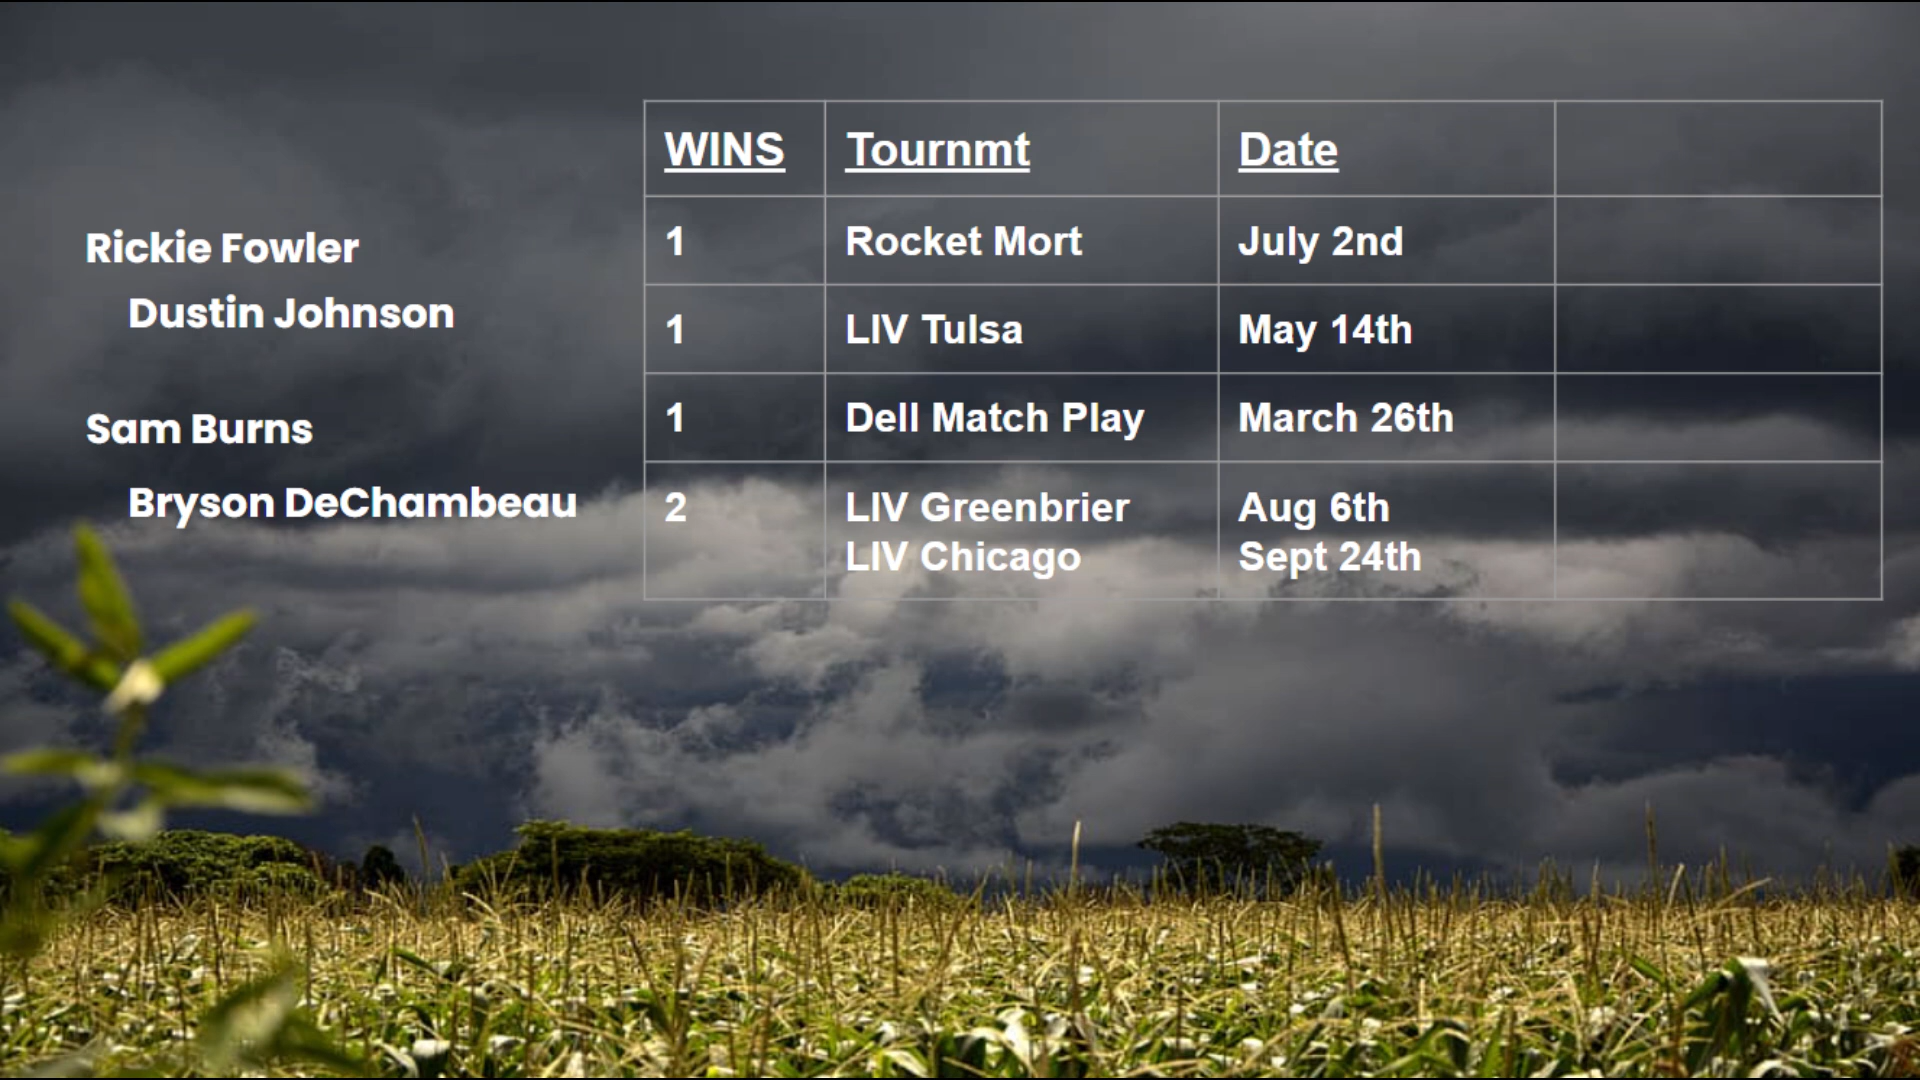 WINS Tournmt Date
Rickie Fowler 1 Rocket Mort July 2nd
Dustin Johnson 1 LIV Tulsa May 14th
Sam Burns 1 Dell Match Play March 26th
Bryson DeChambeau 2 LIV Greenbrier Aug 6th
LIV Chicago Sept 24th